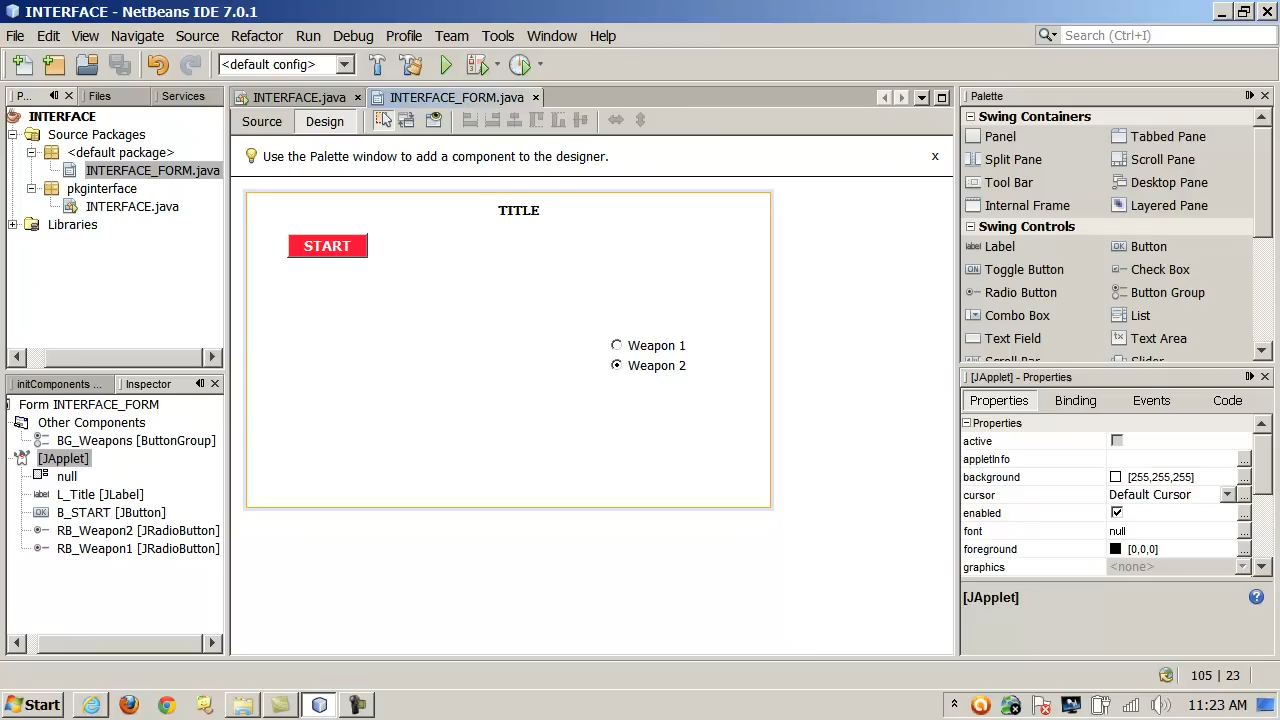 INTERFACE - NetBeans IDE 7.0.1
File Edit View Navigate Source Refactor Run Debug Profile Team Tools Window Help
Search (Ctrl+I)
<default config>
P... Files Services
INTERFACE
Source Packages
<default package>
INTERFACE_FORM.java
pkginterface
INTERFACE.java
Libraries
initComponents ... Inspector
Form INTERFACE_FORM
Other Components
BG_Weapons [ButtonGroup]
[JApplet]
null
L_Title [JLabel]
B_START [JButton]
RB_Weapon2 [JRadioButton]
RB_Weapon1 [JRadioButton]
INTERFACE.java INTERFACE_FORM.java
Source Design
Use the Palette window to add a component to the designer. x
TITLE
START
Weapon 1
Weapon 2
Palette
Swing Containers
Panel Tabbed Pane
Split Pane Scroll Pane
Tool Bar Desktop Pane
Internal Frame Layered Pane
Swing Controls
Label Button
Toggle Button Check Box
Radio Button Button Group
Combo Box List
Text Field Text Area
Scroll Bar Slider
[JApplet] - Properties
Properties Binding Events Code
Properties
active
appletInfo
background [255,255,255]
cursor Default Cursor
enabled
font null
foreground [0,0,0]
graphics <none>
[JApplet]
105 | 23
Start
11:23 AM